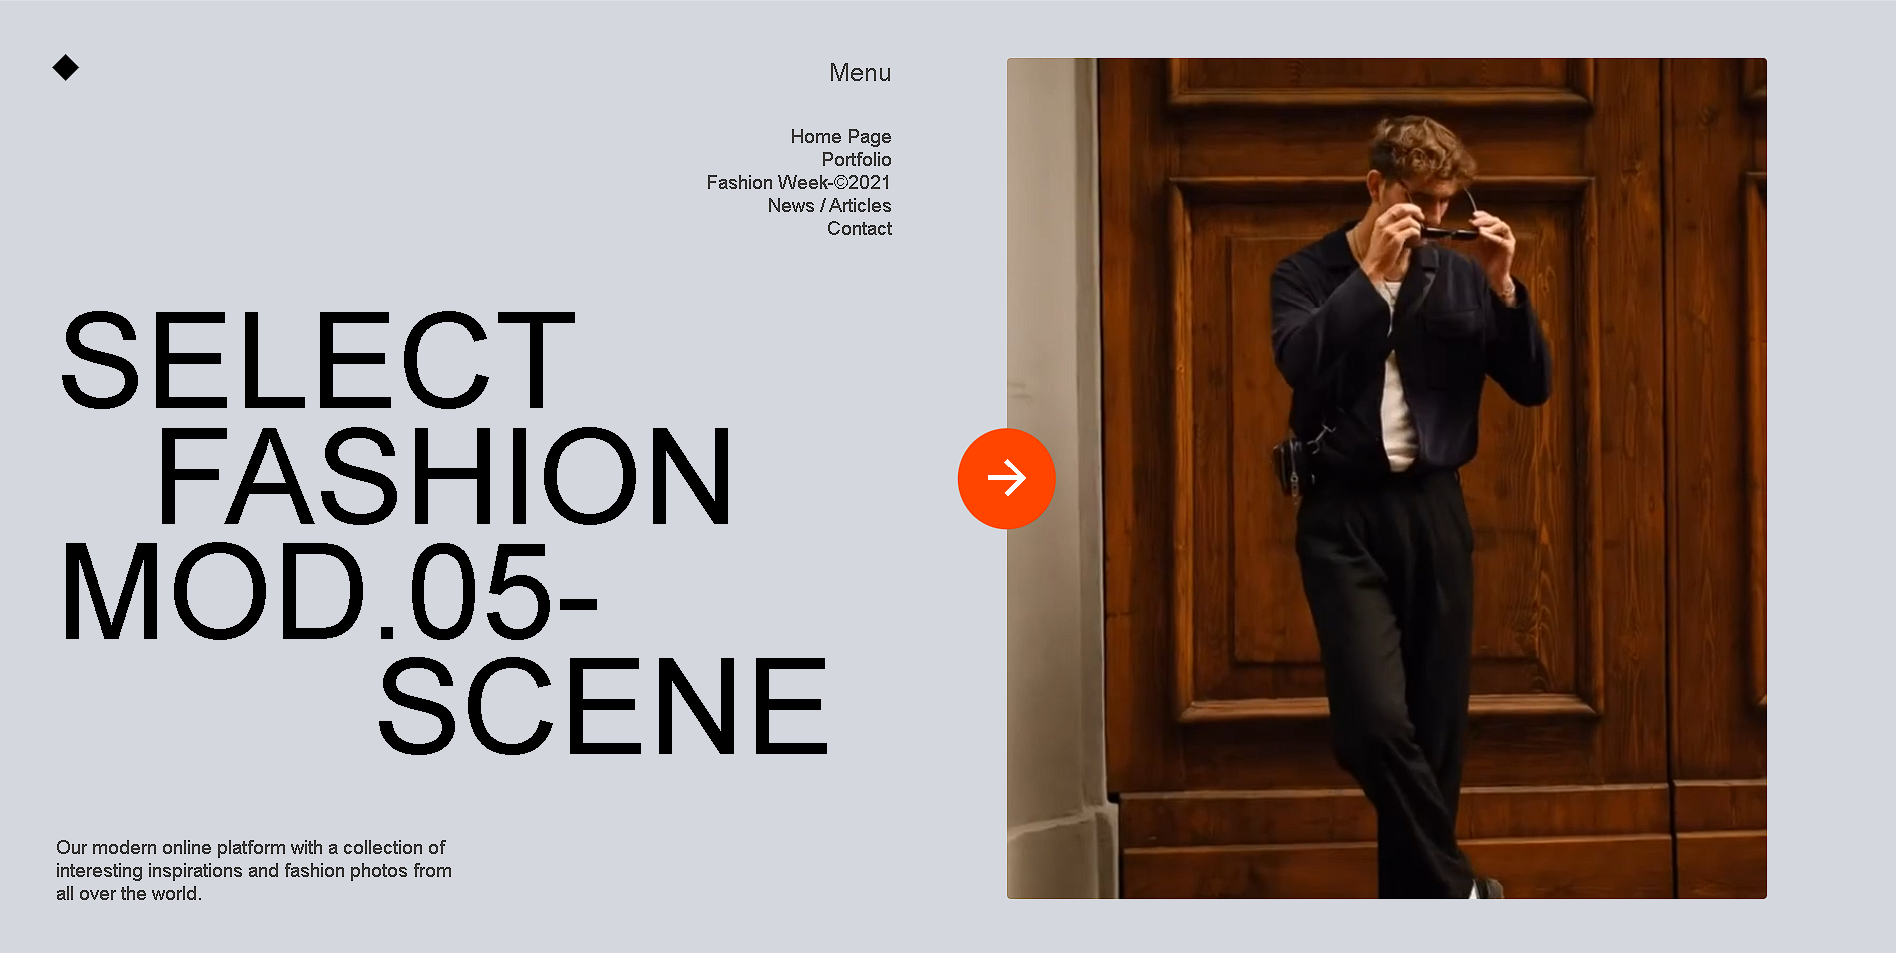 Menu
Home Page
Portfolio
Fashion Week-©2021
News / Articles
Contact
SELECT
FASHION
MOD.05-
SCENE
Our modern online platform with a collection of
interesting inspirations and fashion photos from
all over the world.